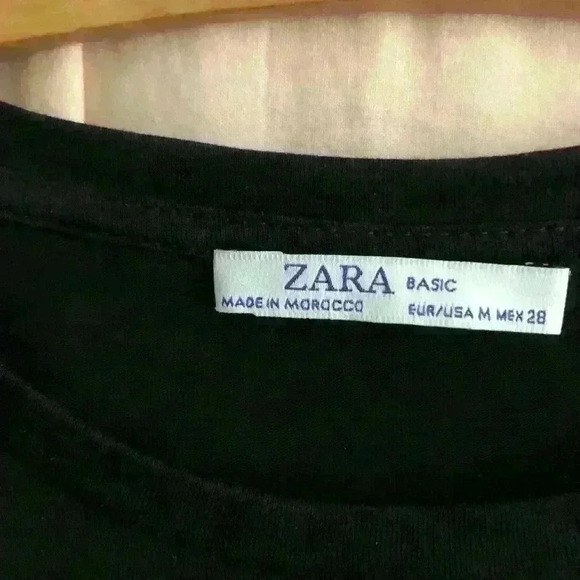 ZARA BASIC
MADE IN MOROCCO EUR/USA M MEX 28